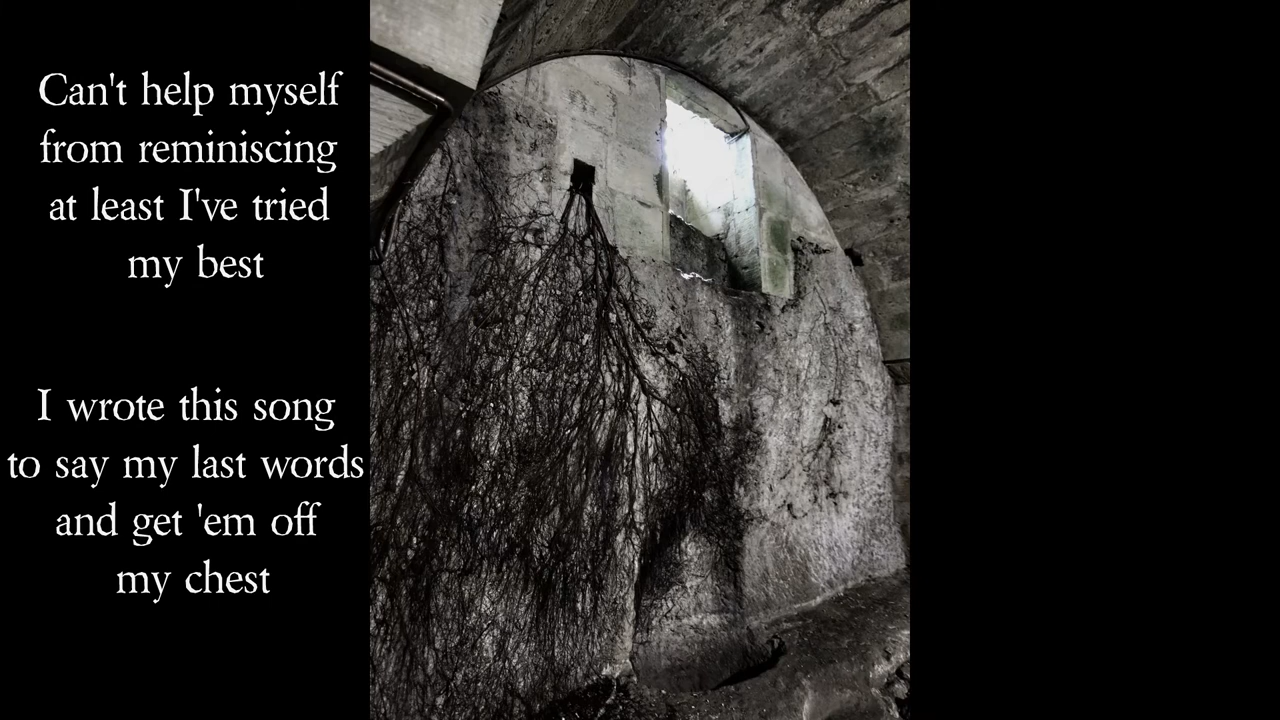 Can't help myself
from reminiscing
at least I've tried
my best
I wrote this song
to say my last words
and get 'em off
my chest